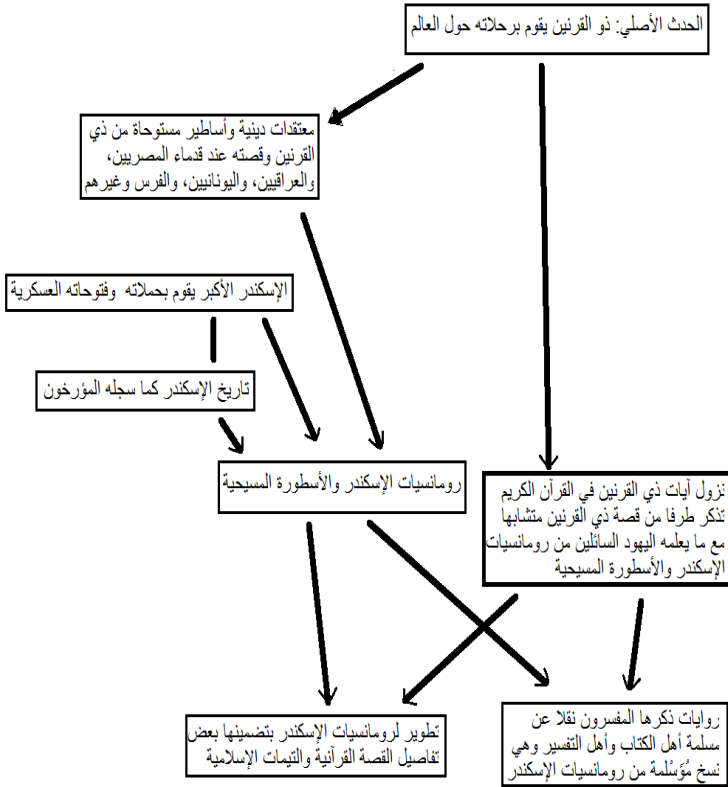 الحدث الأصلي: ذو القرنين يقوم برحلاته حول العالم
معتقدات دينية وأساطير مستوحاة من ذي
القرنين وقصته عند قدماء المصريين،
والعراقيين، واليونانيين، والفرس وغيرهم
الإسكندر الأكبر يقوم بحملاته وفتوحاته العسكرية
تاريخ الإسكندر كما سجله المؤرخون
رومانسيات الإسكندر والأسطورة المسيحية
نزول آيات ذي القرنين في القرآن الكريم
تذكر طرفا من قصة ذي القرنين متشابها
مع ما يعلمه اليهود السائلين من رومانسيات
الإسكندر والأسطورة المسيحية
روايات ذكرها المفسرون نقلا عن
مسلمة أهل الكتاب وأهل التفسير وهي
نسخ مُؤَسْلمة من رومانسيات الإسكندر
تطوير لرومانسيات الإسكندر بتضمينها بعض
تفاصيل القصة القرآنية والتيمات الإسلامية